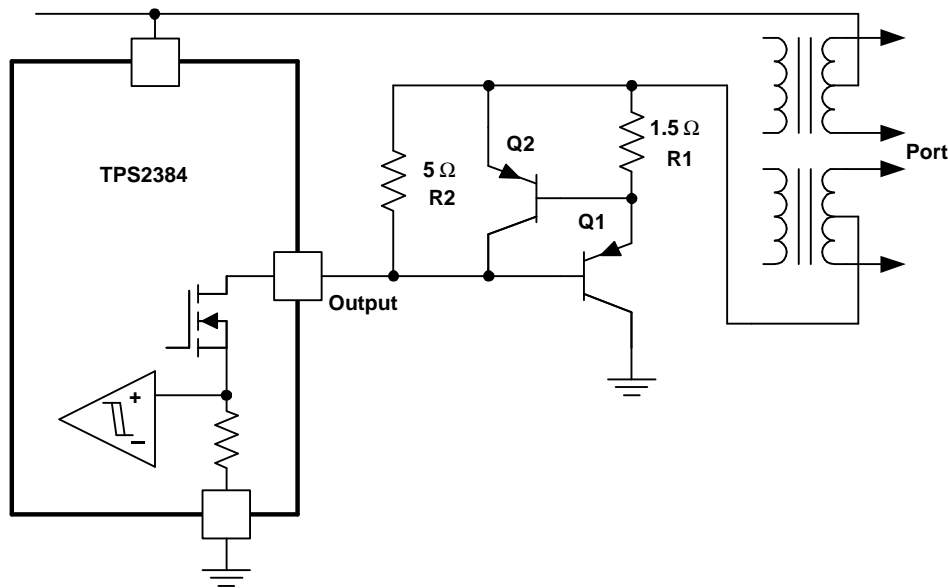 TPS2384
Q2
1.5 Ω
R1
5 Ω
R2
Q1
Port
Output
+
−